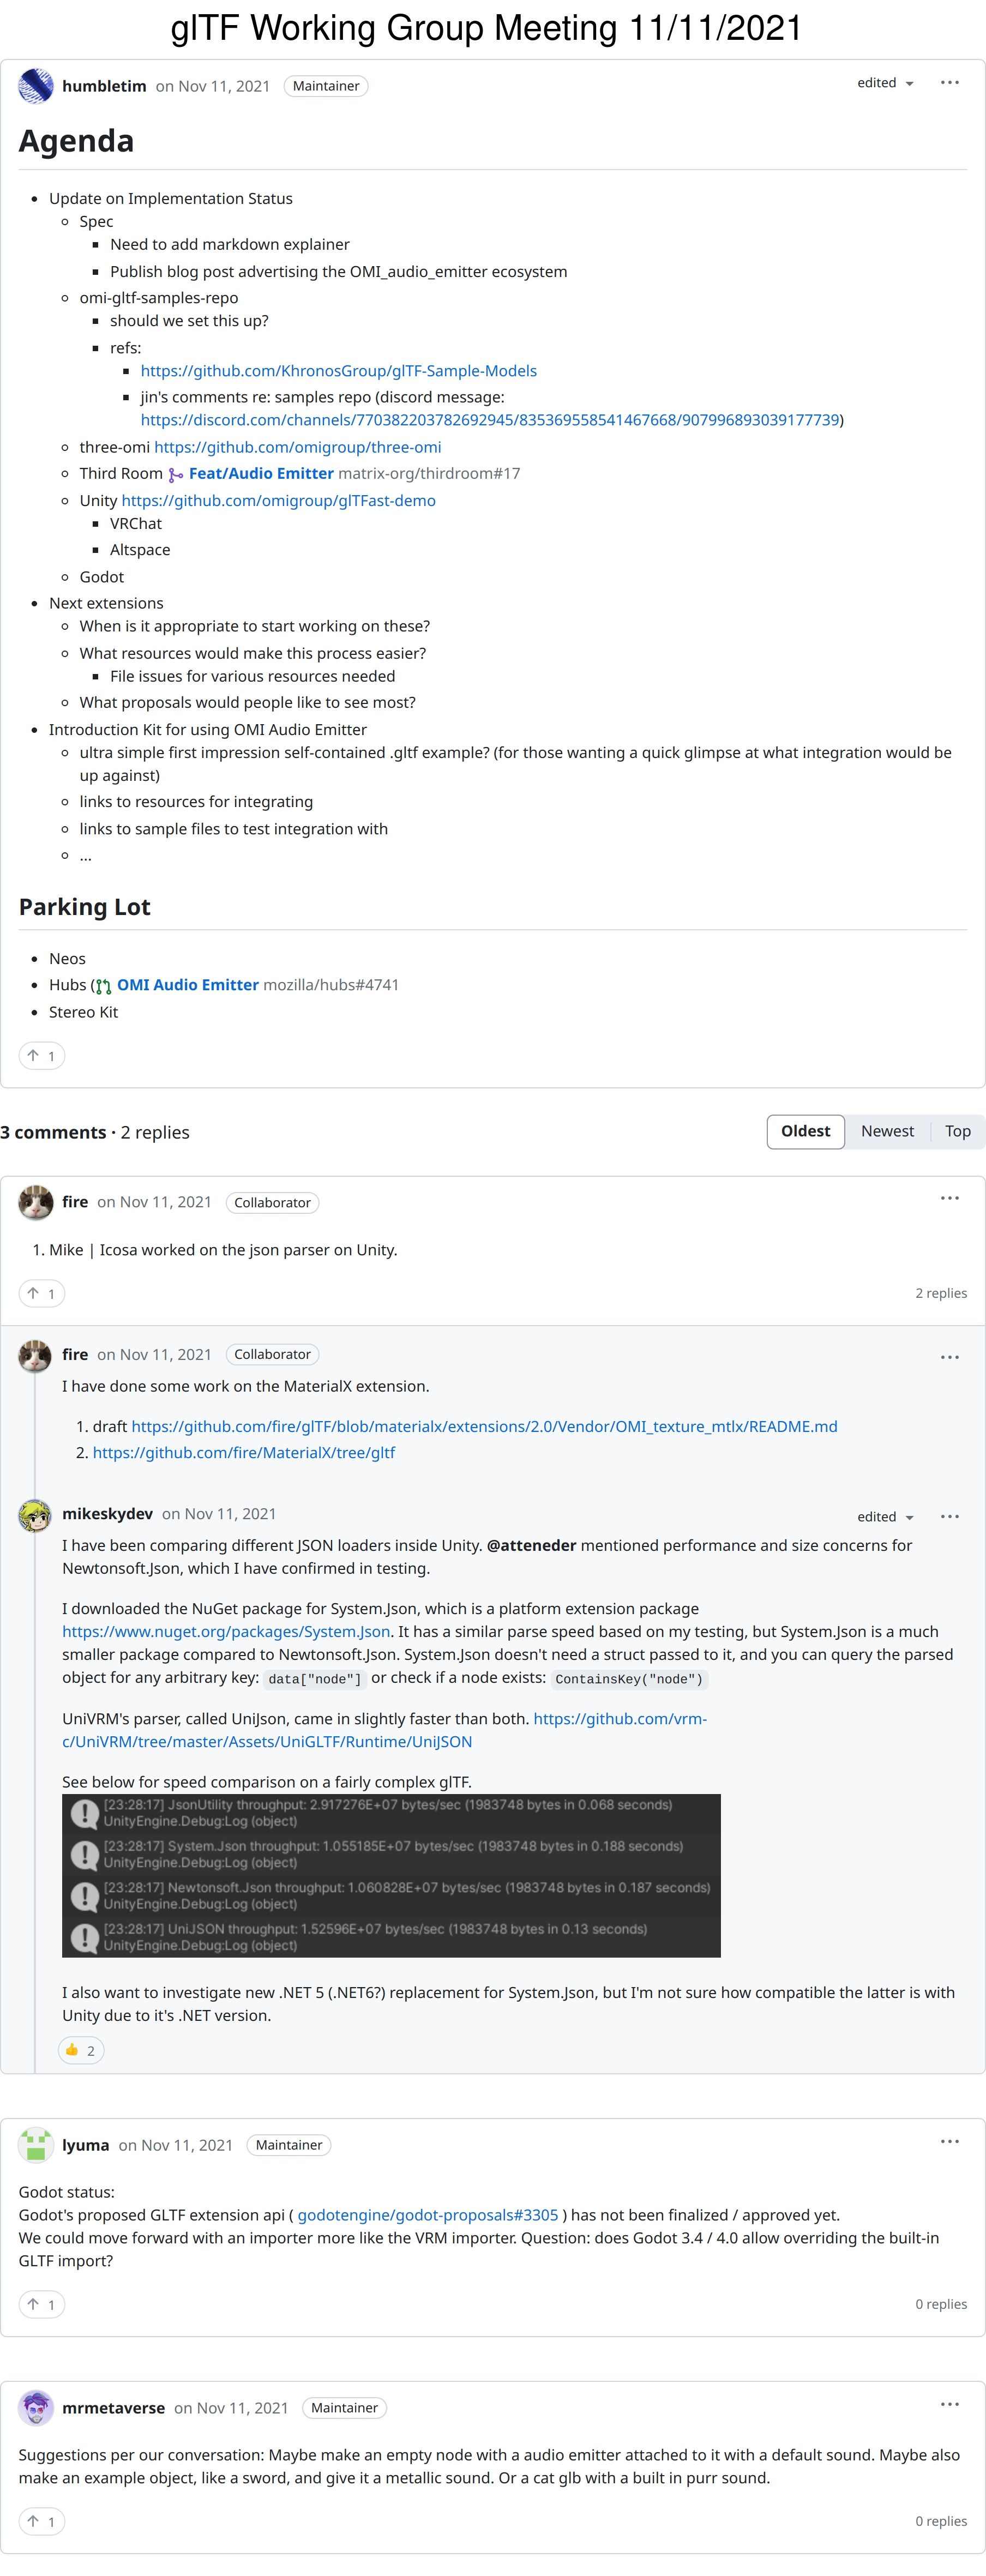 glTF Working Group Meeting 11/11/2021
humbletim on Nov 11, 2021 Maintainer edited
Agenda
Update on Implementation Status
Spec
Need to add markdown explainer
Publish blog post advertising the OMI_audio_emitter ecosystem
omi-gltf-samples-repo
should we set this up?
refs:
https://github.com/KhronosGroup/glTF-Sample-Models
jin's comments re: samples repo (discord message:
https://discord.com/channels/770382203782692945/835369558541467668/907996893039177739)
three-omi https://github.com/omigroup/three-omi
Third Room Feat/Audio Emitter matrix-org/thirdroom#17
Unity https://github.com/omigroup/glTFast-demo
VRChat
Altspace
Godot
Next extensions
When is it appropriate to start working on these?
What resources would make this process easier?
File issues for various resources needed
What proposals would people like to see most?
Introduction Kit for using OMI Audio Emitter
ultra simple first impression self-contained .gltf example? (for those wanting a quick glimpse at what integration would be
up against)
links to resources for integrating
links to sample files to test integration with
...
Parking Lot
Neos
Hubs ( OMI Audio Emitter mozilla/hubs#4741
Stereo Kit
↑ 1
3 comments · 2 replies Oldest Newest Top
fire on Nov 11, 2021 Collaborator
1. Mike | Icosa worked on the json parser on Unity.
↑ 1 2 replies
fire on Nov 11, 2021 Collaborator
I have done some work on the MaterialX extension.
1. draft https://github.com/fire/glTF/blob/materialx/extensions/2.0/Vendor/OMI_texture_mtlx/README.md
2. https://github.com/fire/MaterialX/tree/gltf
mikeskydev on Nov 11, 2021 edited
I have been comparing different JSON loaders inside Unity. @atteneder mentioned performance and size concerns for
Newtonsoft.Json, which I have confirmed in testing.
I downloaded the NuGet package for System.Json, which is a platform extension package
https://www.nuget.org/packages/System.Json. It has a similar parse speed based on my testing, but System.Json is a much
smaller package compared to Newtonsoft.Json. System.Json doesn't need a struct passed to it, and you can query the parsed
object for any arbitrary key: data["node"] or check if a node exists: ContainsKey("node")
UniVRM's parser, called UniJson, came in slightly faster than both. https://github.com/vrm-
c/UniVRM/tree/master/Assets/UniGLTF/Runtime/UniJSON
See below for speed comparison on a fairly complex glTF.
[23:28:17] JsonUtility throughput: 2.917276E+07 bytes/sec (1983748 bytes in 0.068 seconds)
UnityEngine.Debug:Log (object)
[23:28:17] System.Json throughput: 1.055185E+07 bytes/sec (1983748 bytes in 0.188 seconds)
UnityEngine.Debug:Log (object)
[23:28:17] Newtonsoft.Json throughput: 1.060828E+07 bytes/sec (1983748 bytes in 0.187 seconds)
UnityEngine.Debug:Log (object)
[23:28:17] UniJSON throughput: 1.52596E+07 bytes/sec (1983748 bytes in 0.13 seconds)
UnityEngine.Debug:Log (object)
I also want to investigate new .NET 5 (.NET6?) replacement for System.Json, but I'm not sure how compatible the latter is with
Unity due to it's .NET version.
👍 2
lyuma on Nov 11, 2021 Maintainer
Godot status:
Godot's proposed GLTF extension api ( godotengine/godot-proposals#3305 ) has not been finalized / approved yet.
We could move forward with an importer more like the VRM importer. Question: does Godot 3.4 / 4.0 allow overriding the built-in
GLTF import?
↑ 1 0 replies
mrmetaverse on Nov 11, 2021 Maintainer
Suggestions per our conversation: Maybe make an empty node with a audio emitter attached to it with a default sound. Maybe also
make an example object, like a sword, and give it a metallic sound. Or a cat glb with a built in purr sound.
↑ 1 0 replies